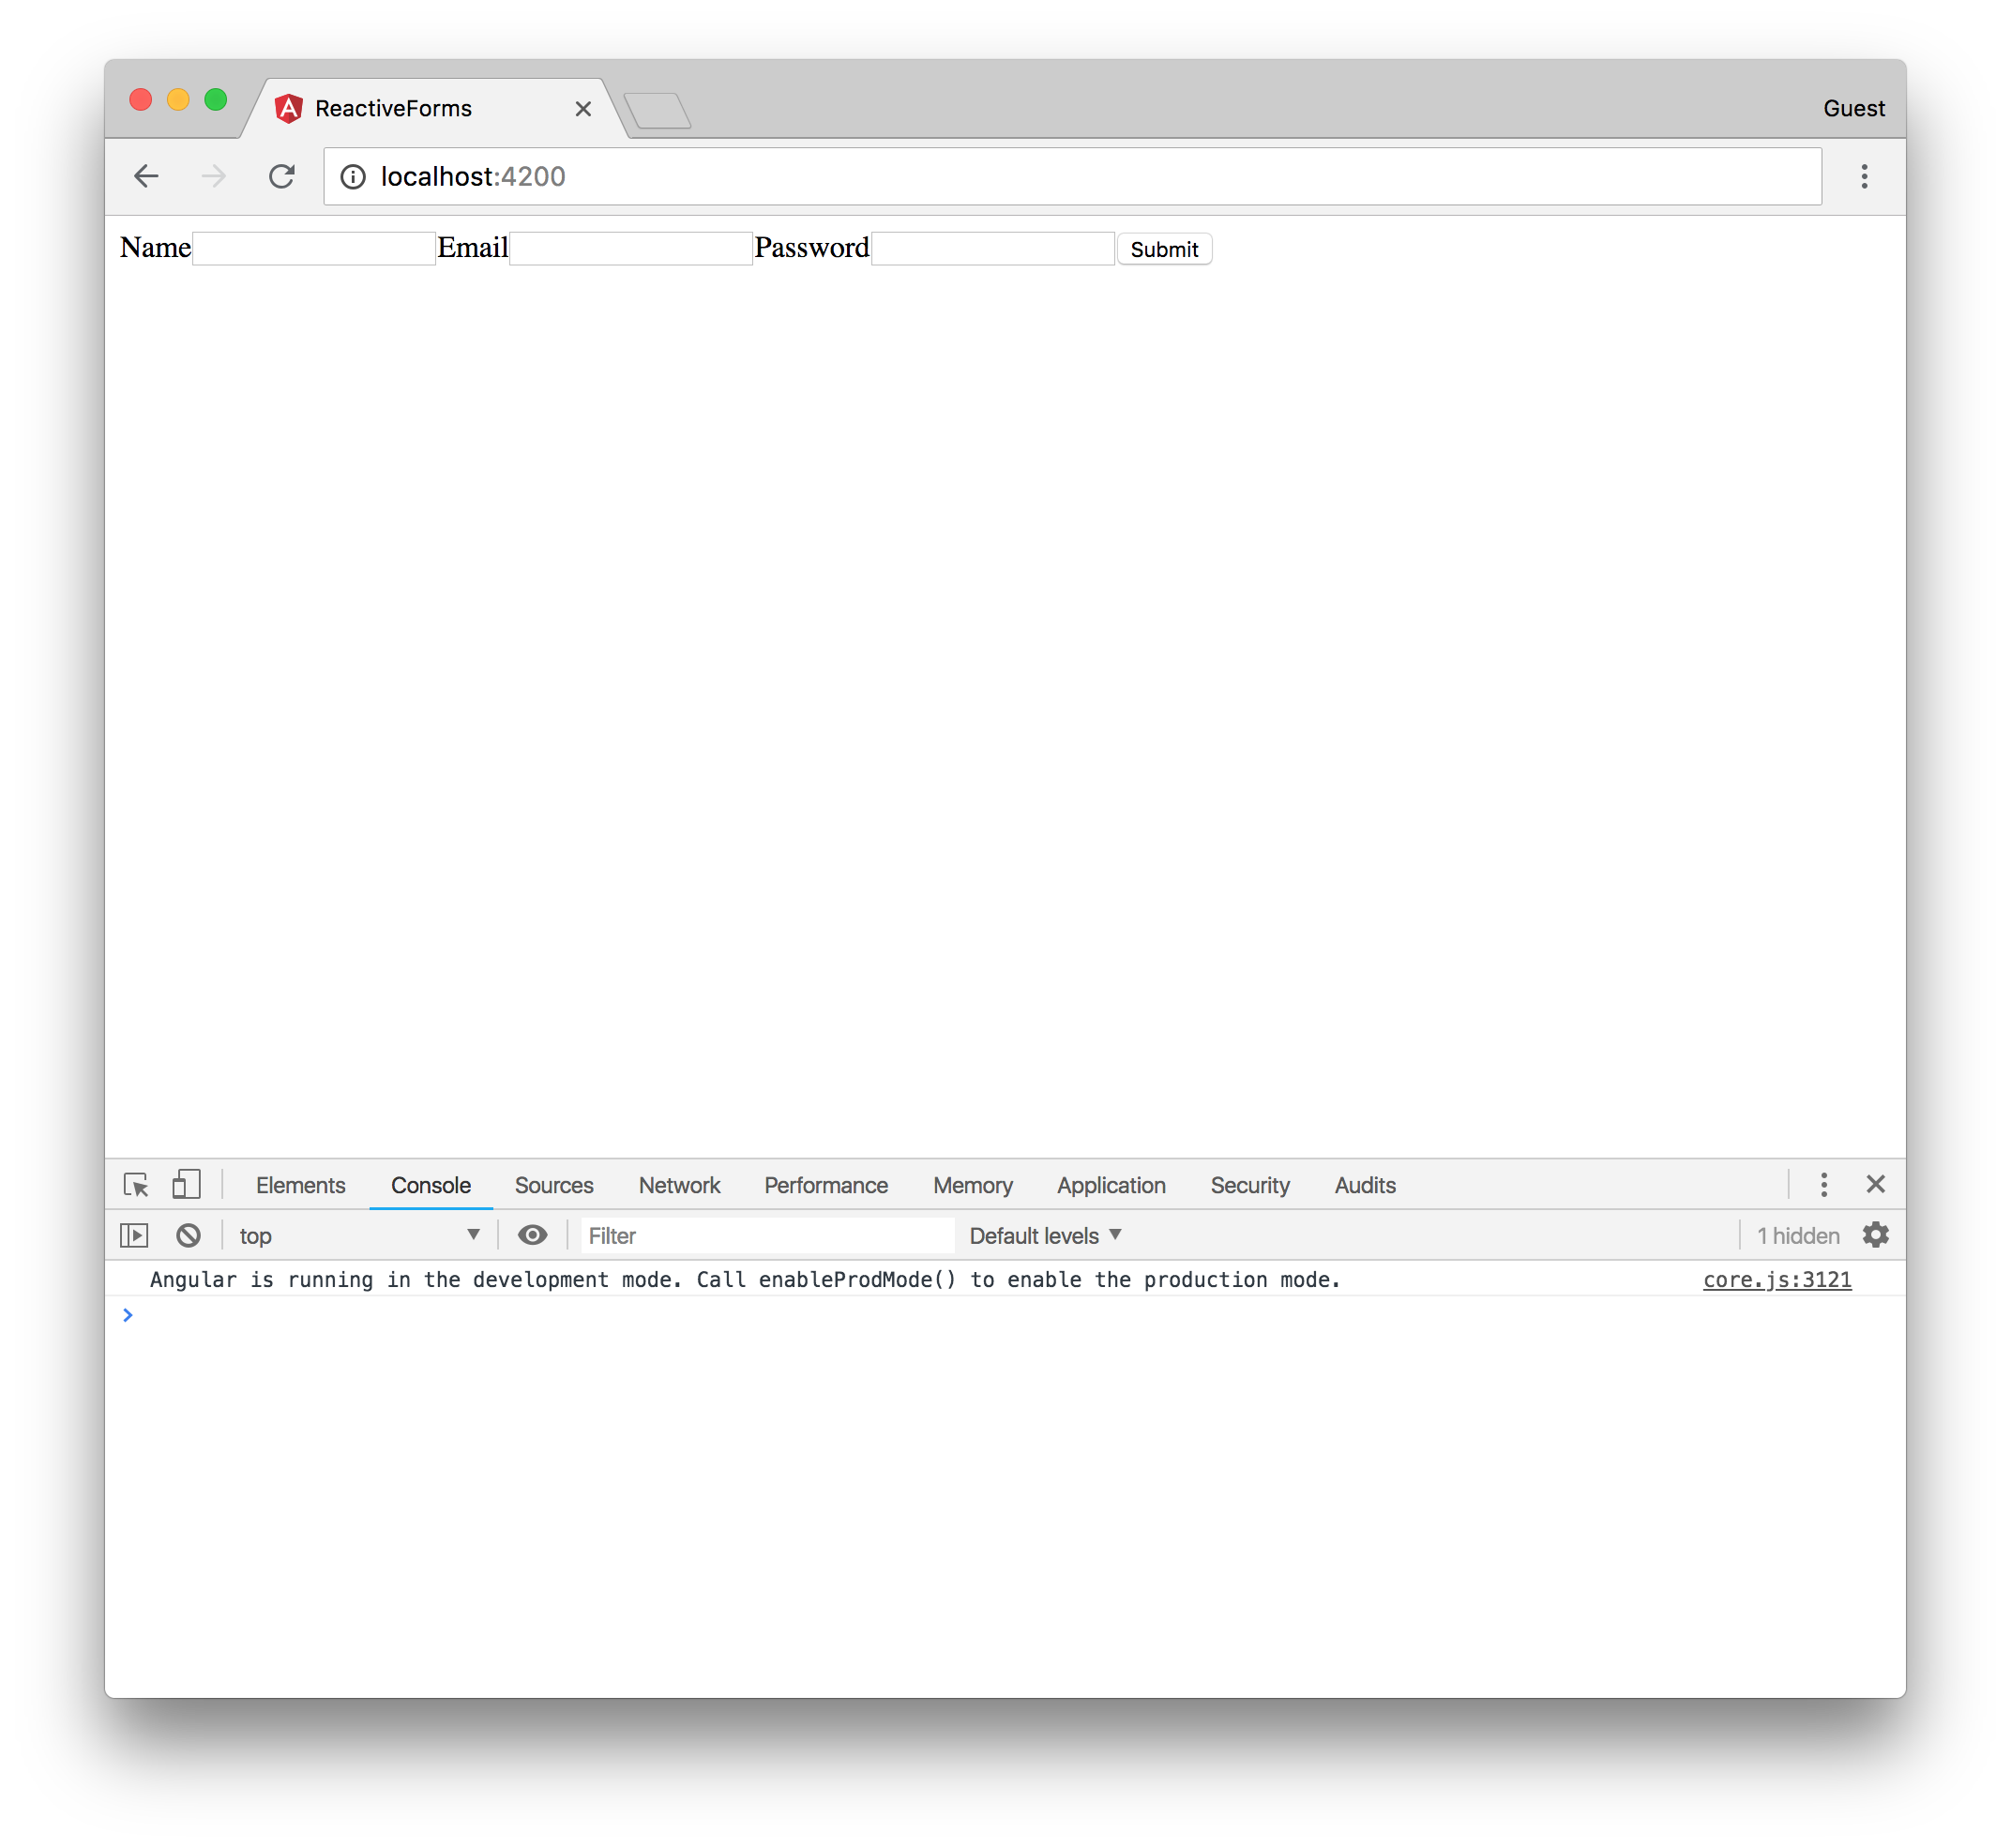 ReactiveForms
Guest
localhost:4200
Name Email Password Submit
Elements Console Sources Network Performance Memory Application Security Audits
top Filter Default levels 1 hidden
Angular is running in the development mode. Call enableProdMode() to enable the production mode. core.js:3121